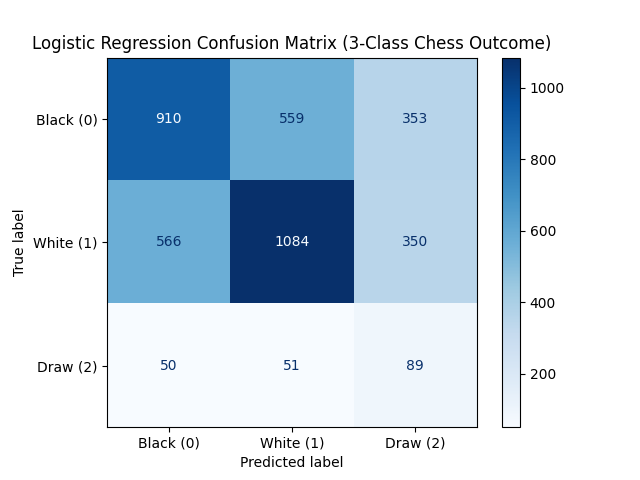 Logistic Regression Confusion Matrix (3-Class Chess Outcome)
Black (0)
910 559 353
White (1)
566 1084 350
Draw (2)
50 51 89
Black (0) White (1) Draw (2)
Predicted label
True label
1000
800
600
400
200